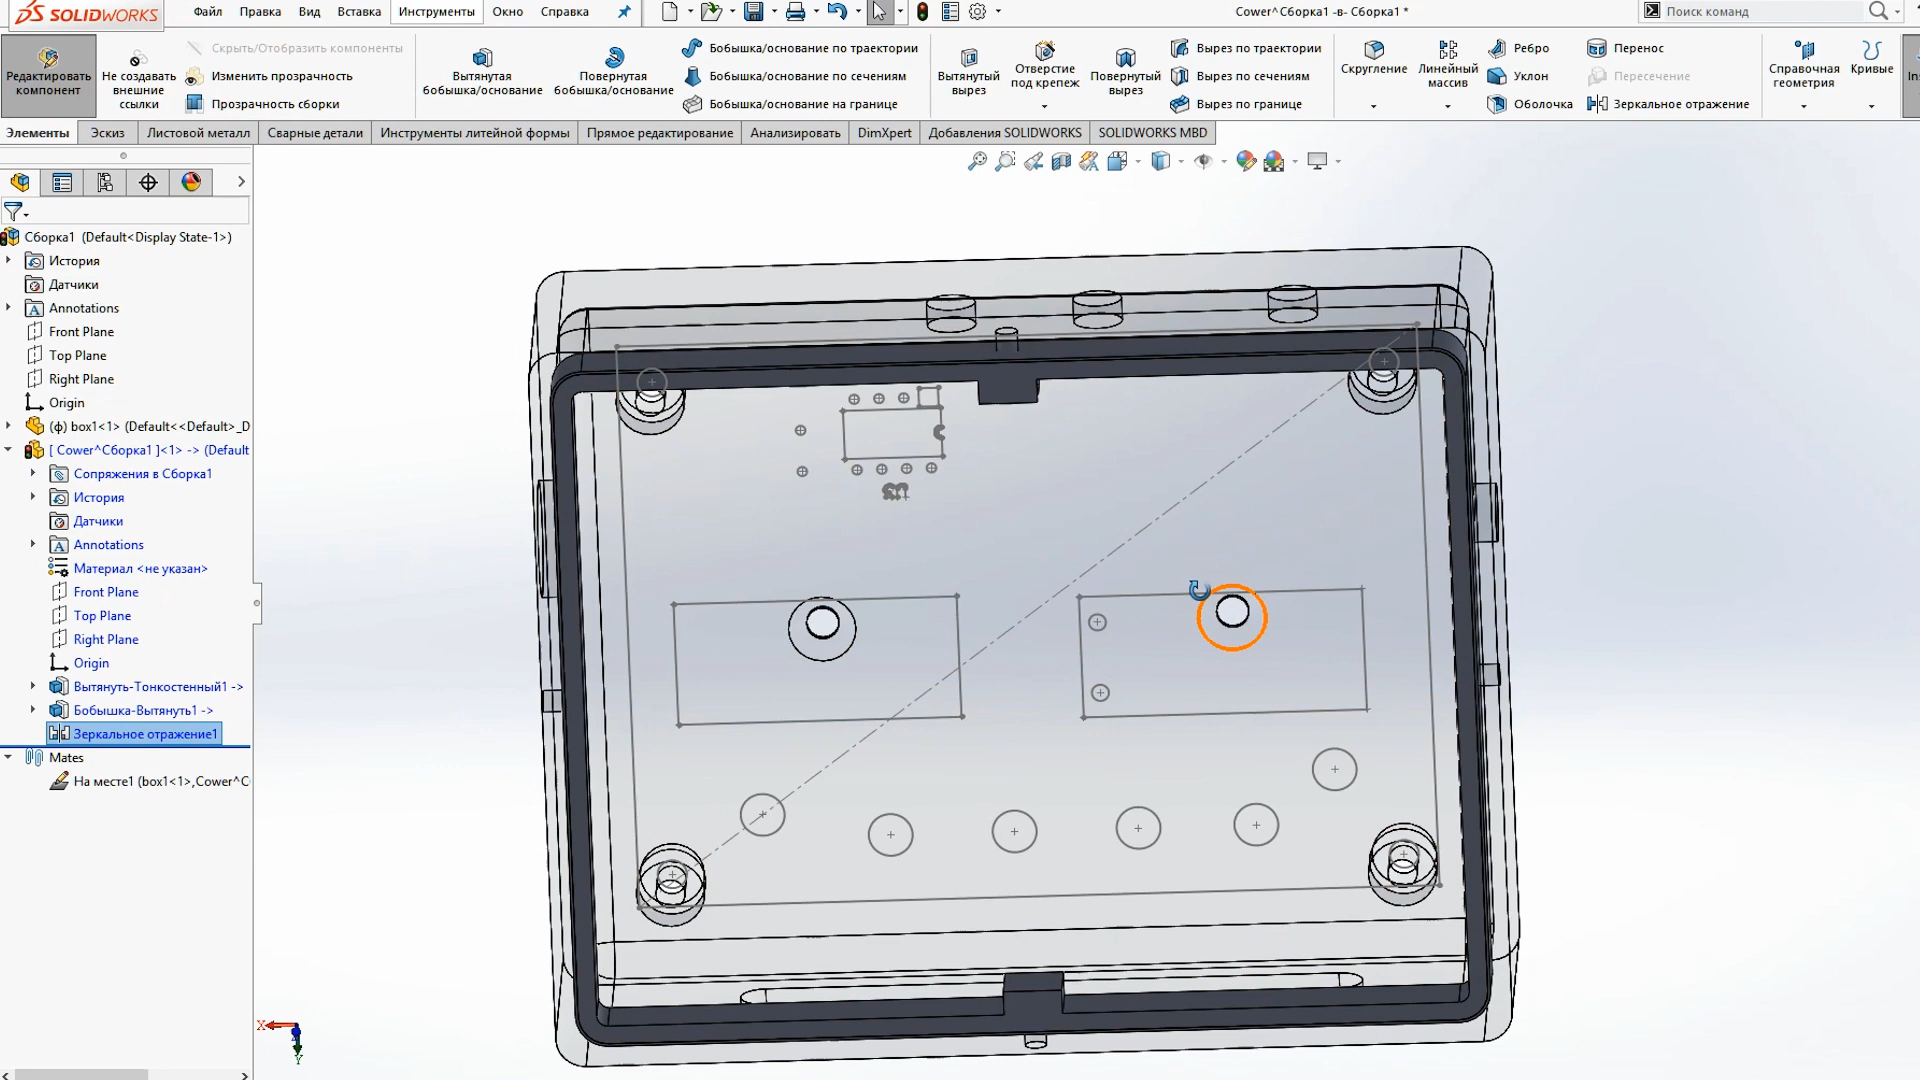 SOLIDWORKS
Файл
Правка
Вид
Вставка
Инструменты
Окно
Справка
Cower^Сборка1 -в- Сборка1 *
Поиск команд
Редактировать компонент
Не создавать внешние ссылки
Скрыть/Отобразить компоненты
Изменить прозрачность
Прозрачность сборки
Вытянутая бобышка/основание
Повернутая бобышка/основание
Бобышка/основание по траектории
Бобышка/основание по сечениям
Бобышка/основание на границе
Вытянутый вырез
Отверстие под крепеж
Повернутый вырез
Вырез по траектории
Вырез по сечениям
Вырез по границе
Скругление
Линейный массив
Ребро
Уклон
Оболочка
Перенос
Пересечение
Зеркальное отражение
Справочная геометрия
Кривые
In
Элементы
Эскиз
Листовой металл
Сварные детали
Инструменты литейной формы
Прямое редактирование
Анализировать
DimXpert
Добавления SOLIDWORKS
SOLIDWORKS MBD
Сборка1 (Default<Display State-1>)
История
Датчики
Annotations
Front Plane
Top Plane
Right Plane
Origin
(ф) box1<1> (Default<<Default>_D
[ Cower^Сборка1 ]<1> -> (Default
Сопряжения в Сборка1
История
Датчики
Annotations
Материал <не указан>
Front Plane
Top Plane
Right Plane
Origin
Вытянуть-Тонкостенный1 ->
Бобышка-Вытянуть1 ->
Зеркальное отражение1
Mates
На месте1 (box1<1>,Cower^С
X
Y